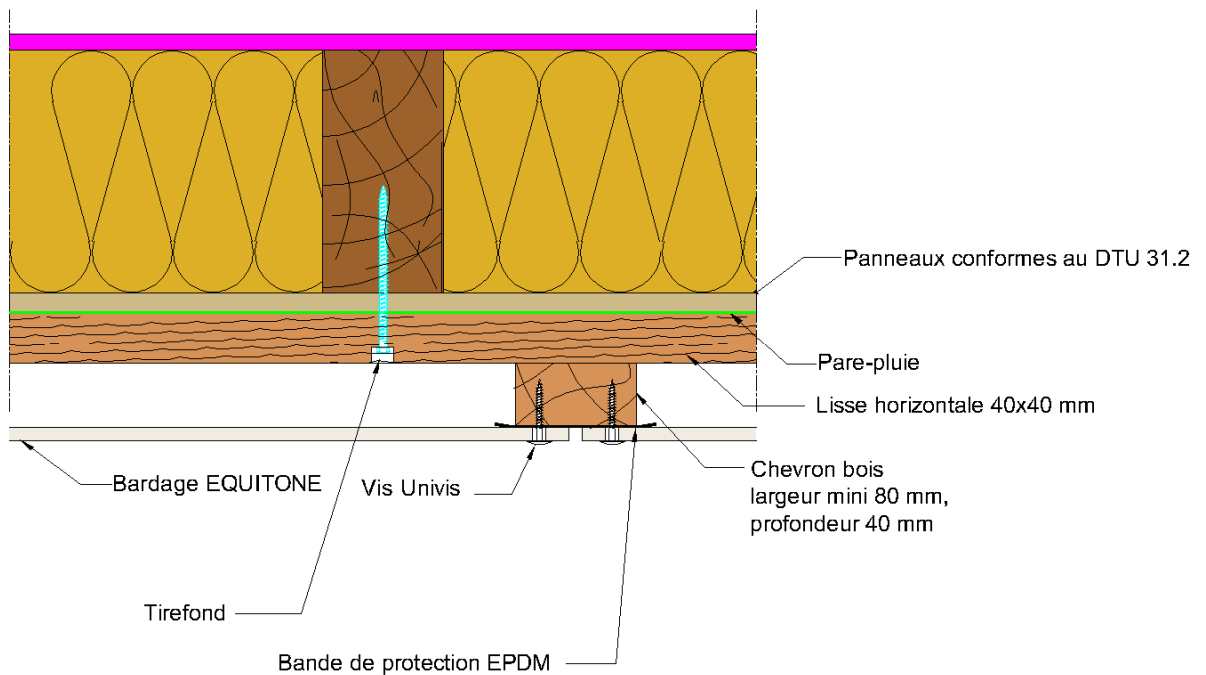 Panneaux conformes au DTU 31.2
Pare-pluie
Lisse horizontale 40x40 mm
Bardage EQUITONE
Vis Univis
Chevron bois
largeur mini 80 mm,
profondeur 40 mm
Tirefond
Bande de protection EPDM